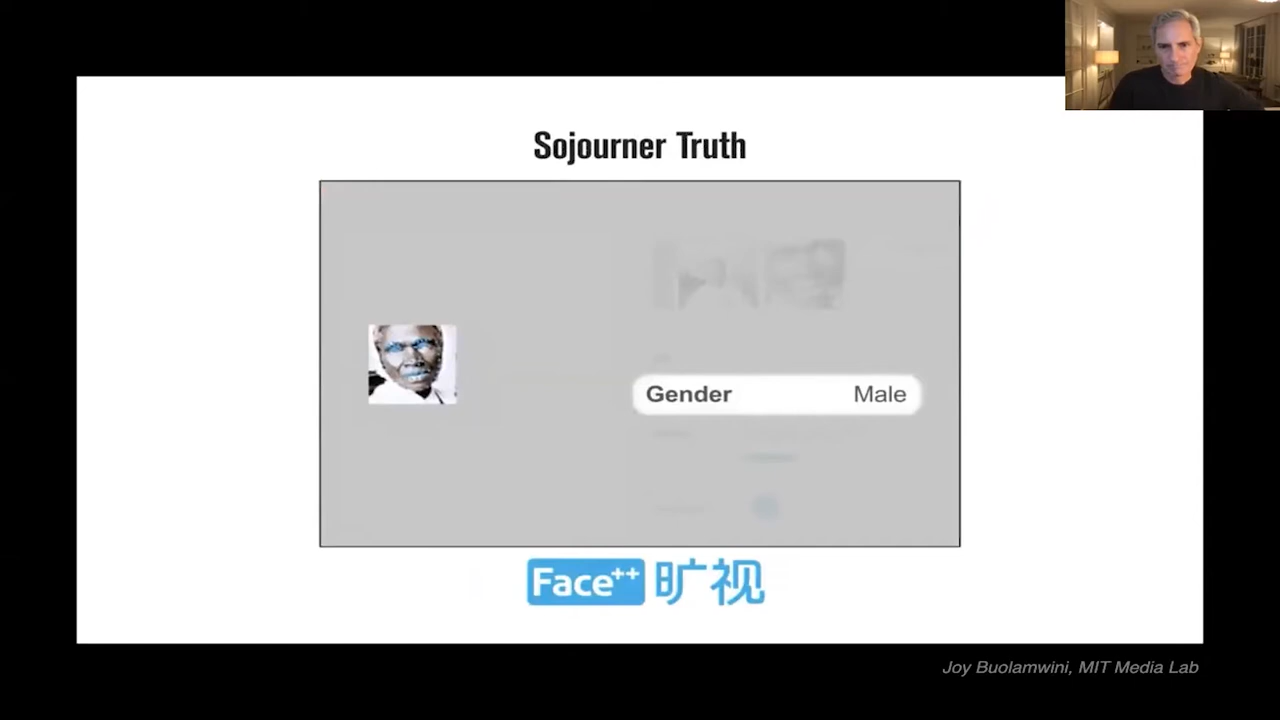 Sojourner Truth
Gender Male
Face++ 旷视
Joy Buolamwini, MIT Media Lab